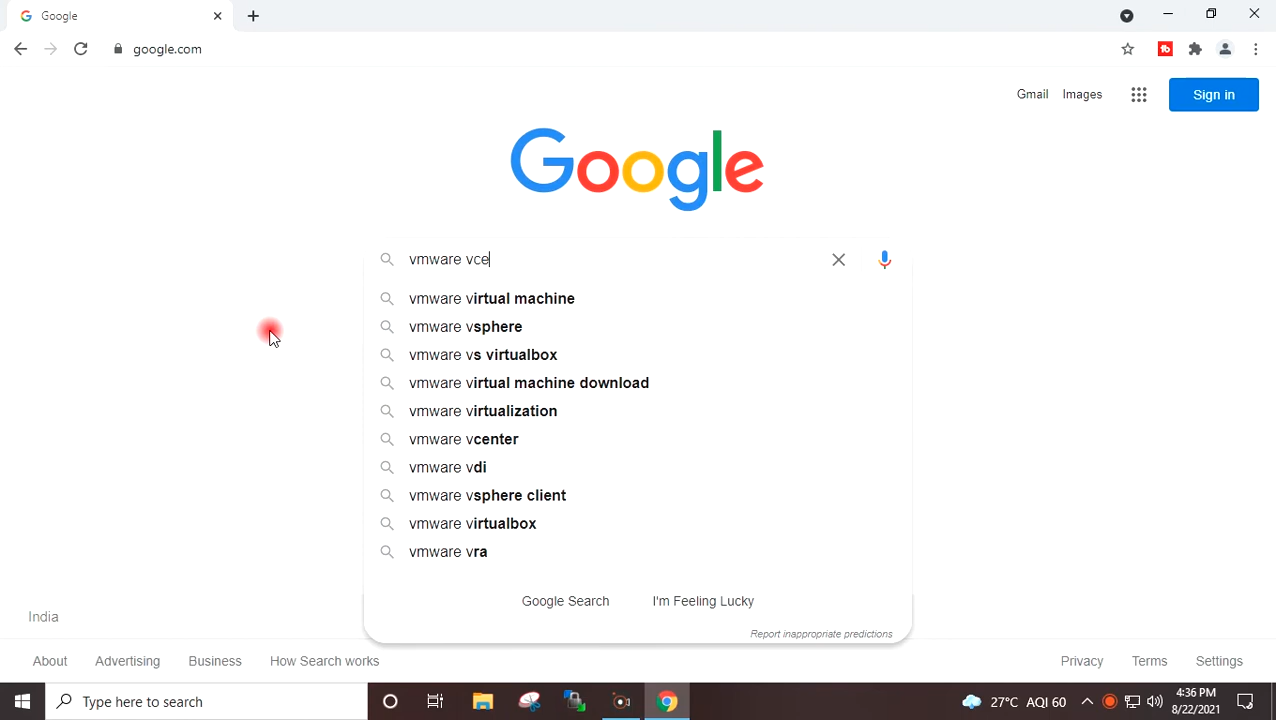 Google
google.com
Gmail Images Sign in
Google
vmware vce
vmware virtual machine
vmware vsphere
vmware vs virtualbox
vmware virtual machine download
vmware virtualization
vmware vcenter
vmware vdi
vmware vsphere client
vmware virtualbox
vmware vra
Google Search I'm Feeling Lucky
Report inappropriate predictions
India
About Advertising Business How Search works Privacy Terms Settings
Type here to search 27°C AQI 60 4:36 PM
8/22/2021